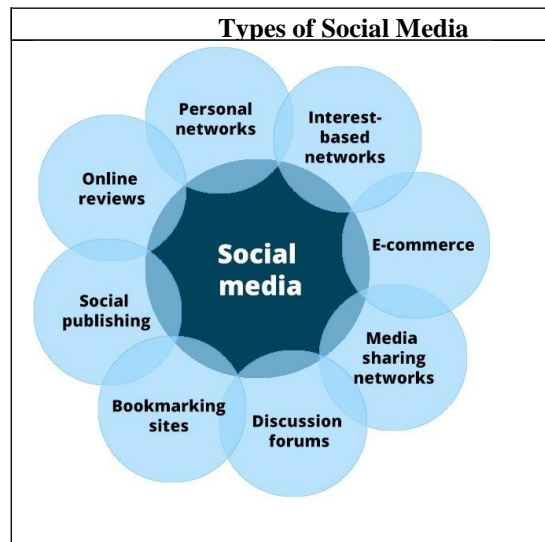 Types of Social Media
Personal
networks
Interest-
based
networks
Online
reviews
E-commerce
Social
media
Social
publishing
Media
sharing
networks
Bookmarking
sites
Discussion
forums